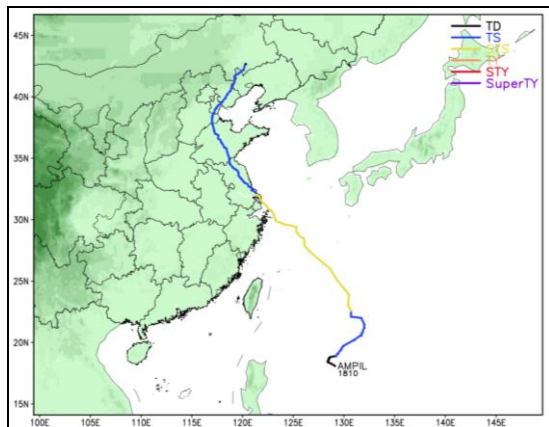 45N
40N
35N
30N
25N
20N
15N
TD
TS
STS
TY
STY
SuperTY
AMPIL
1810
100E 105E 110E 115E 120E 125E 130E 135E 140E 145E